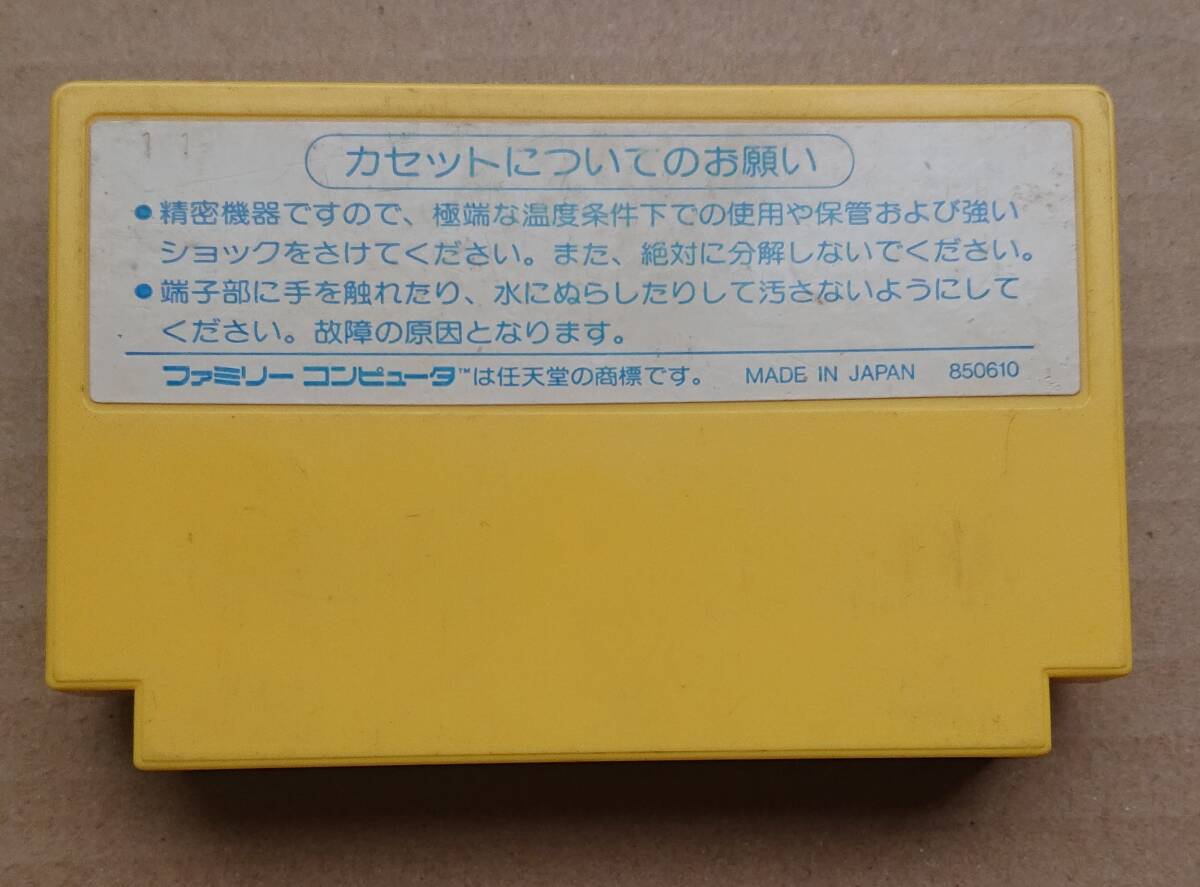 11
カセットについてのお願い
●精密機器ですので、極端な温度条件下での使用や保管および強い
ショックをさけてください。また、絶対に分解しないでください。
●端子部に手を触れたり、水にぬらしたりして汚さないようにして
ください。故障の原因となります。
ファミリーコンピュータ™は任天堂の商標です。 MADE IN JAPAN 850610